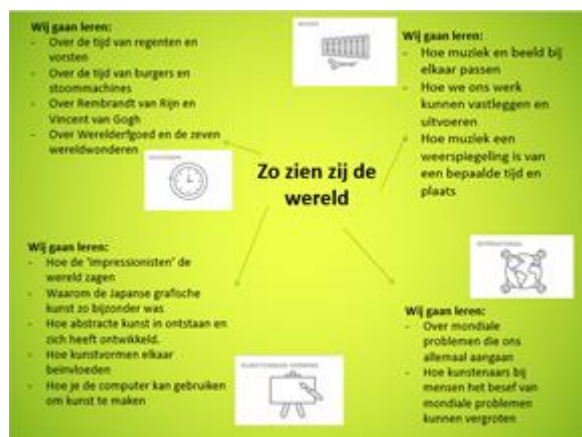 Wij gaan leren:
- Over de tijd van regenten en
vorsten
- Over de tijd van burgers en
stoommachines
- Over Rembrandt van Rijn en
Vincent van Gogh
- Over Werelderfgoed en de zeven
wereldwonderen
Wij gaan leren:
- Hoe muziek en beeld bij
elkaar passen
- Hoe we ons werk
kunnen vastleggen en
uitvoeren
- Hoe muziek een
weerspiegeling is van
een bepaalde tijd en
plaats
Zo zien zij de
wereld
Wij gaan leren:
- Hoe de 'impressionisten' de
wereld zagen
- Waarom de Japanse grafische
kunst zo bijzonder was
- Hoe abstracte kunst in ontstaan en
zich heeft ontwikkeld.
- Hoe kunstvormen elkaar
beïnvloeden
- Hoe je de computer kan gebruiken
om kunst te maken
INTERNATIONAAL
Wij gaan leren:
- Over mondiale
problemen die ons
allemaal aangaan
- Hoe kunstenaars bij
mensen het besef van
mondiale problemen
kunnen vergroten